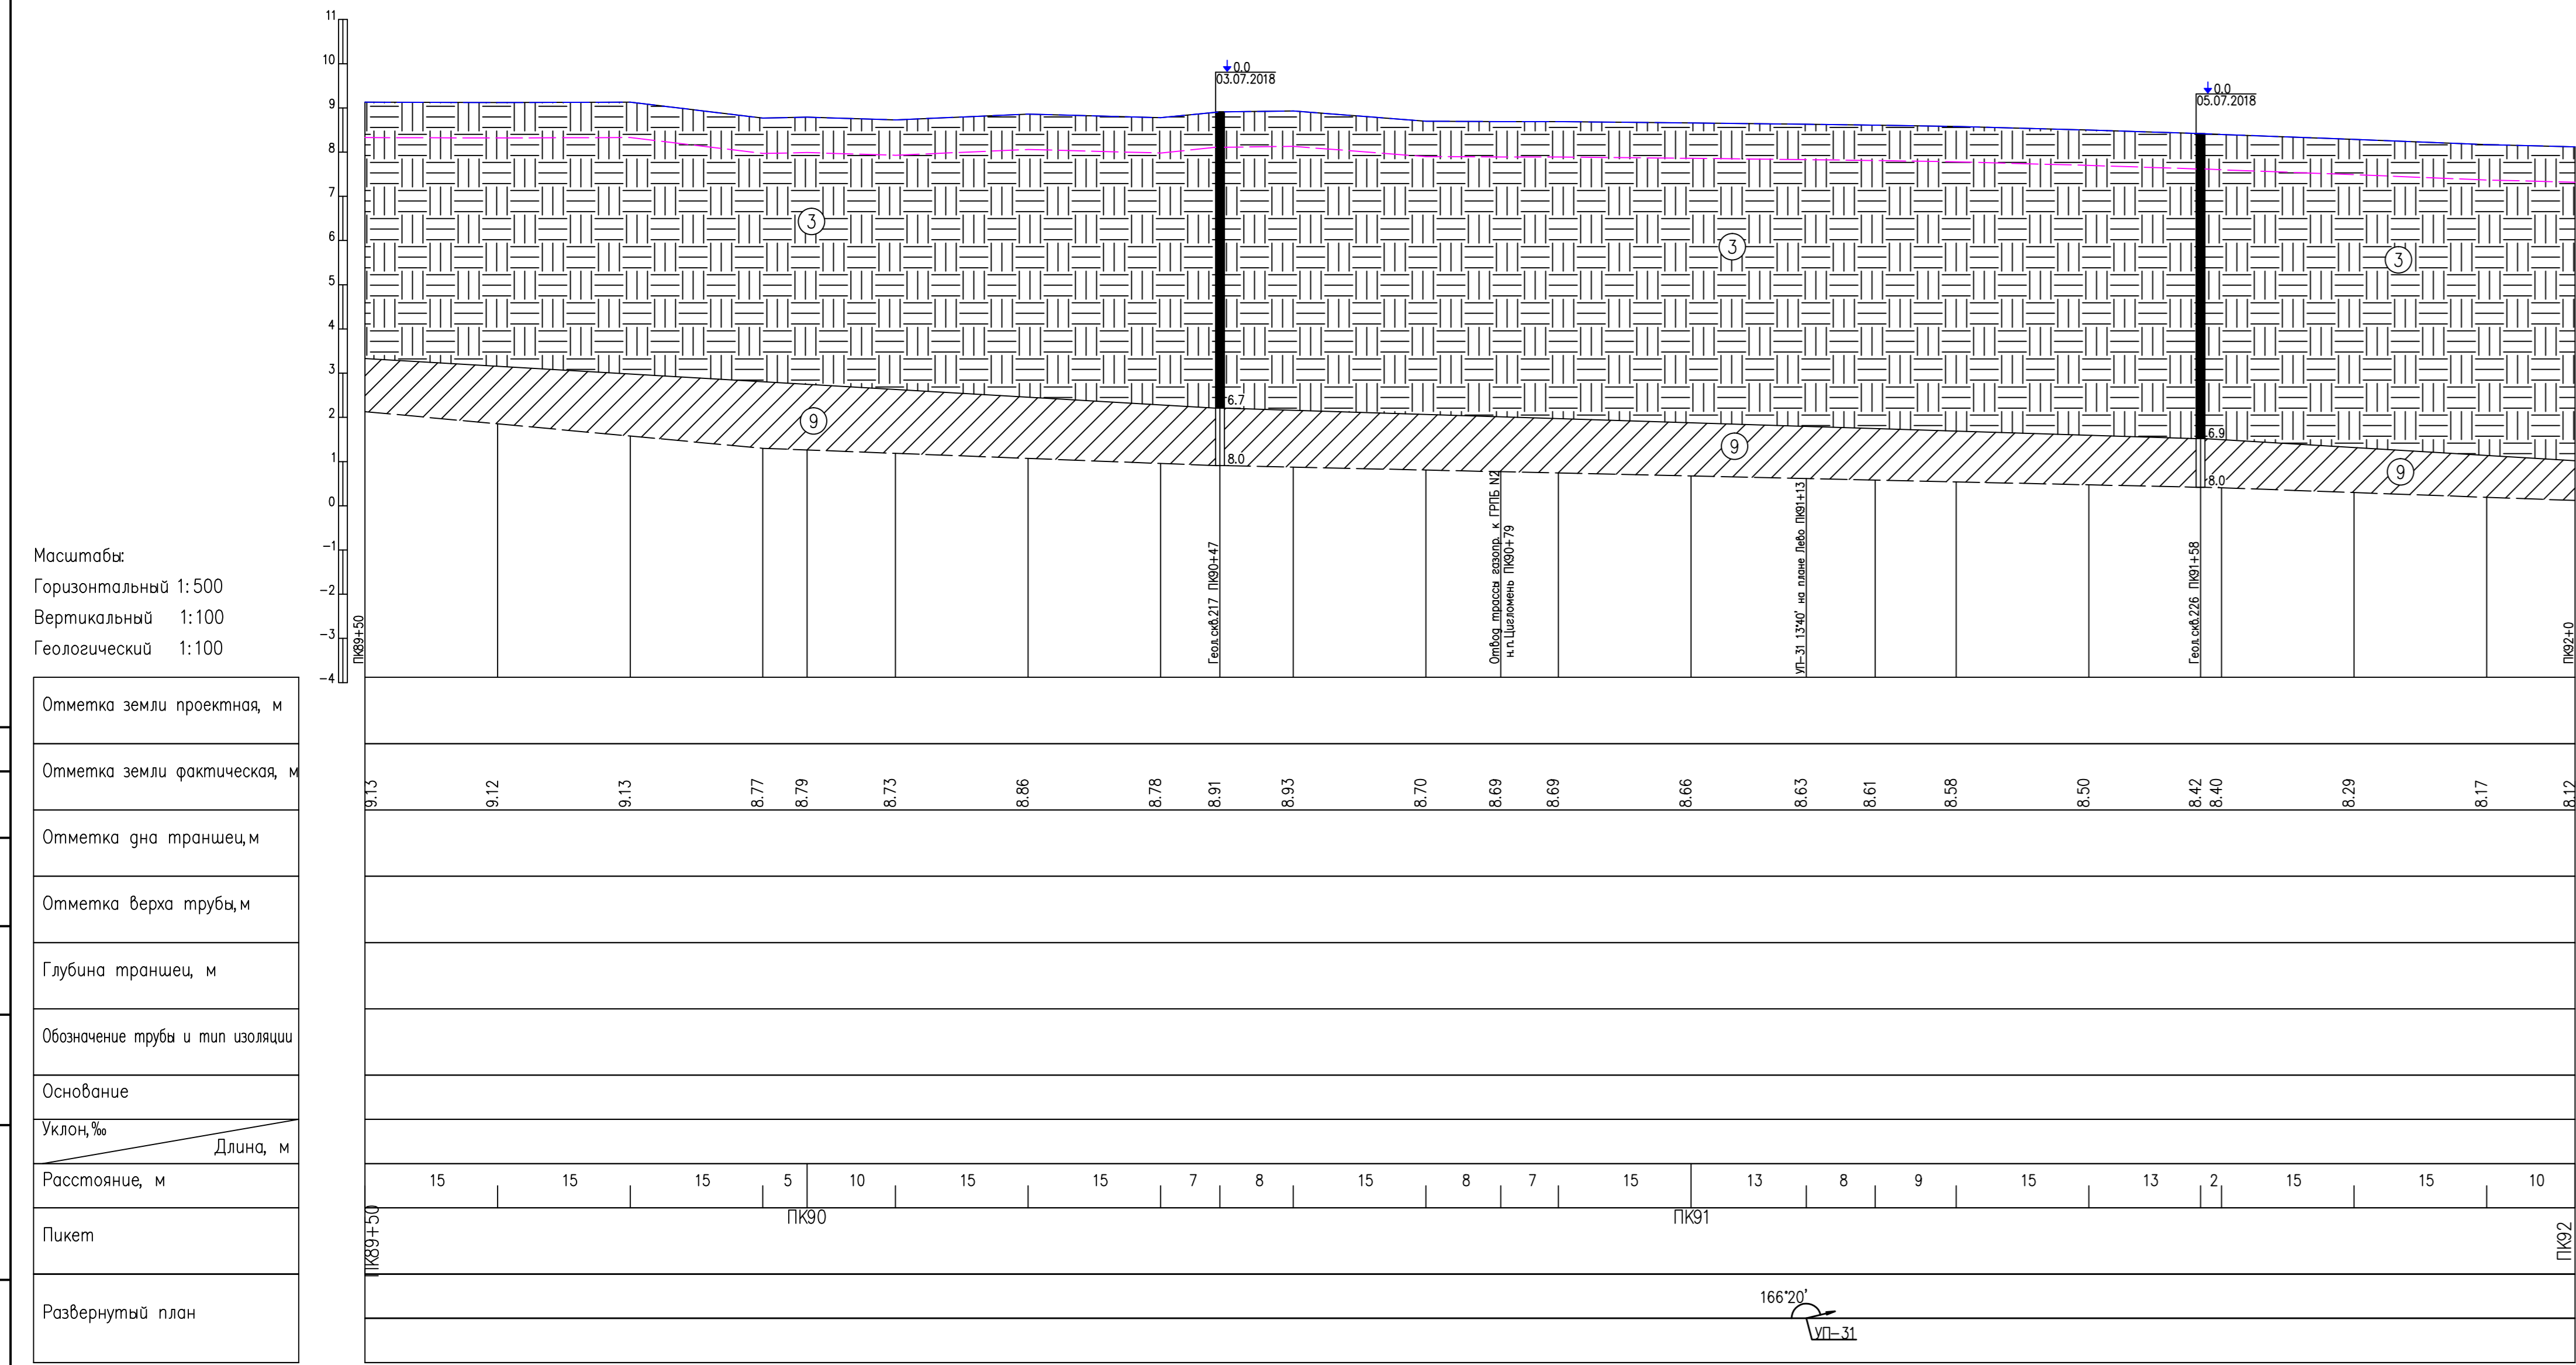 11
10
9
8
7
6
5
4
3
2
1
0
-1
-2
-3
-4
0.0
03.07.2018
0.0
05.07.2018
3
3
3
9
9
9
6.7
8.0
6.9
8.0
ПК89+50
Геол.скв.217 ПК90+47
Отвод трассы газопр. к ГРПБ N2
н.п.Цигломень ПК90+79
УП-31 13°40' на плане Лево ПК91+13
Геол.скв.226 ПК91+58
ПК92+0
Масштабы:
Горизонтальный 1:500
Вертикальный 1:100
Геологический 1:100
Отметка земли проектная, м
Отметка земли фактическая, м
9.13 9.12 9.13 8.77 8.79 8.73 8.86 8.78 8.91 8.93 8.70 8.69 8.69 8.66 8.63 8.61 8.58 8.50 8.42 8.40 8.29 8.17 8.12
Отметка дна траншеи,м
Отметка верха трубы,м
Глубина траншеи, м
Обозначение трубы и тип изоляции
Основание
Уклон,‰
Длина, м
Расстояние, м
15 15 15 5 10 15 15 7 8 15 8 7 15 13 8 9 15 13 2 15 15 10
Пикет
ПК89+50 ПК90 ПК91 ПК92
Развернутый план
166°20'
УП-31